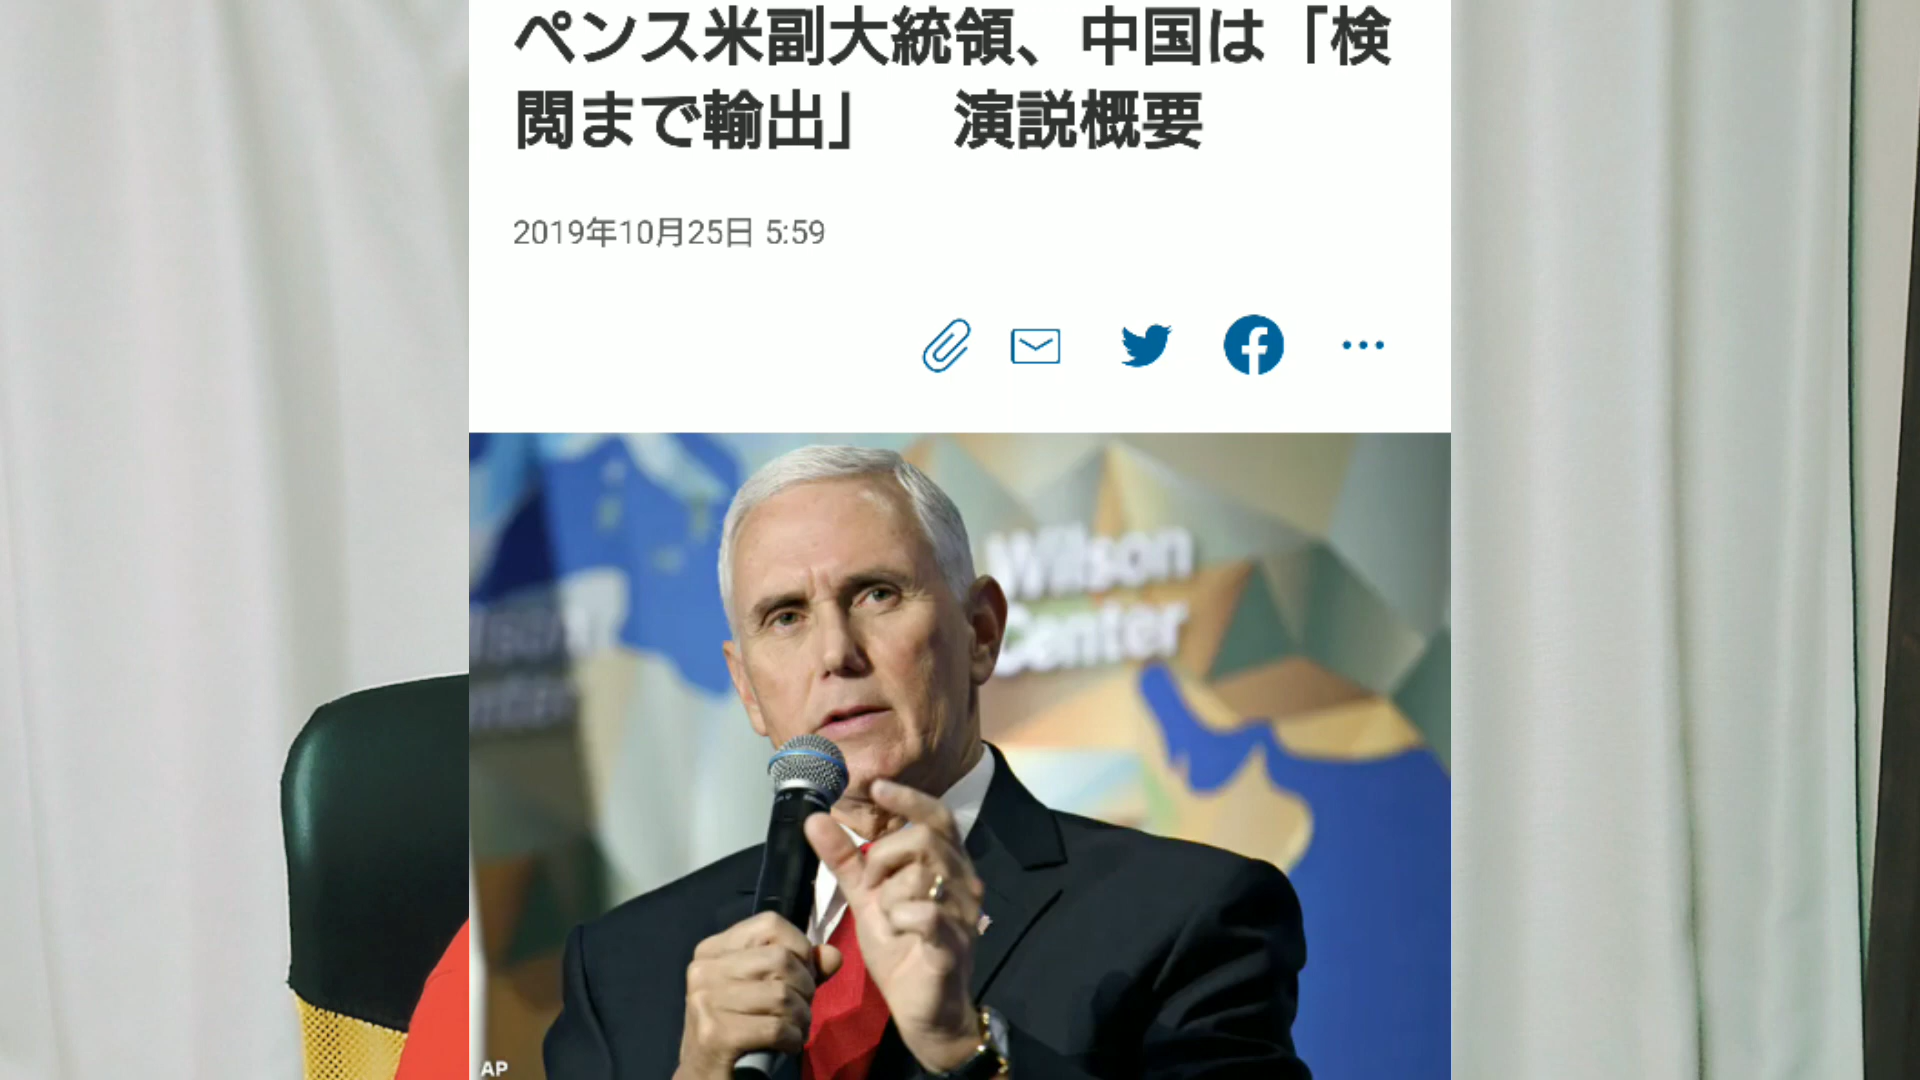 ペンス米副大統領、中国は「検
閲まで輸出」　演説概要
2019年10月25日 5:59
Wilson
Center
AP